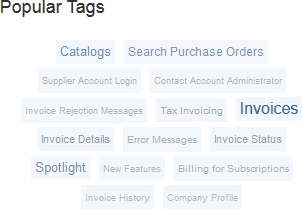 Popular Tags
Catalogs Search Purchase Orders
Supplier Account Login Contact Account Administrator
Invoice Rejection Messages Tax Invoicing Invoices
Invoice Details Error Messages Invoice Status
Spotlight New Features Billing for Subscriptions
Invoice History Company Profile